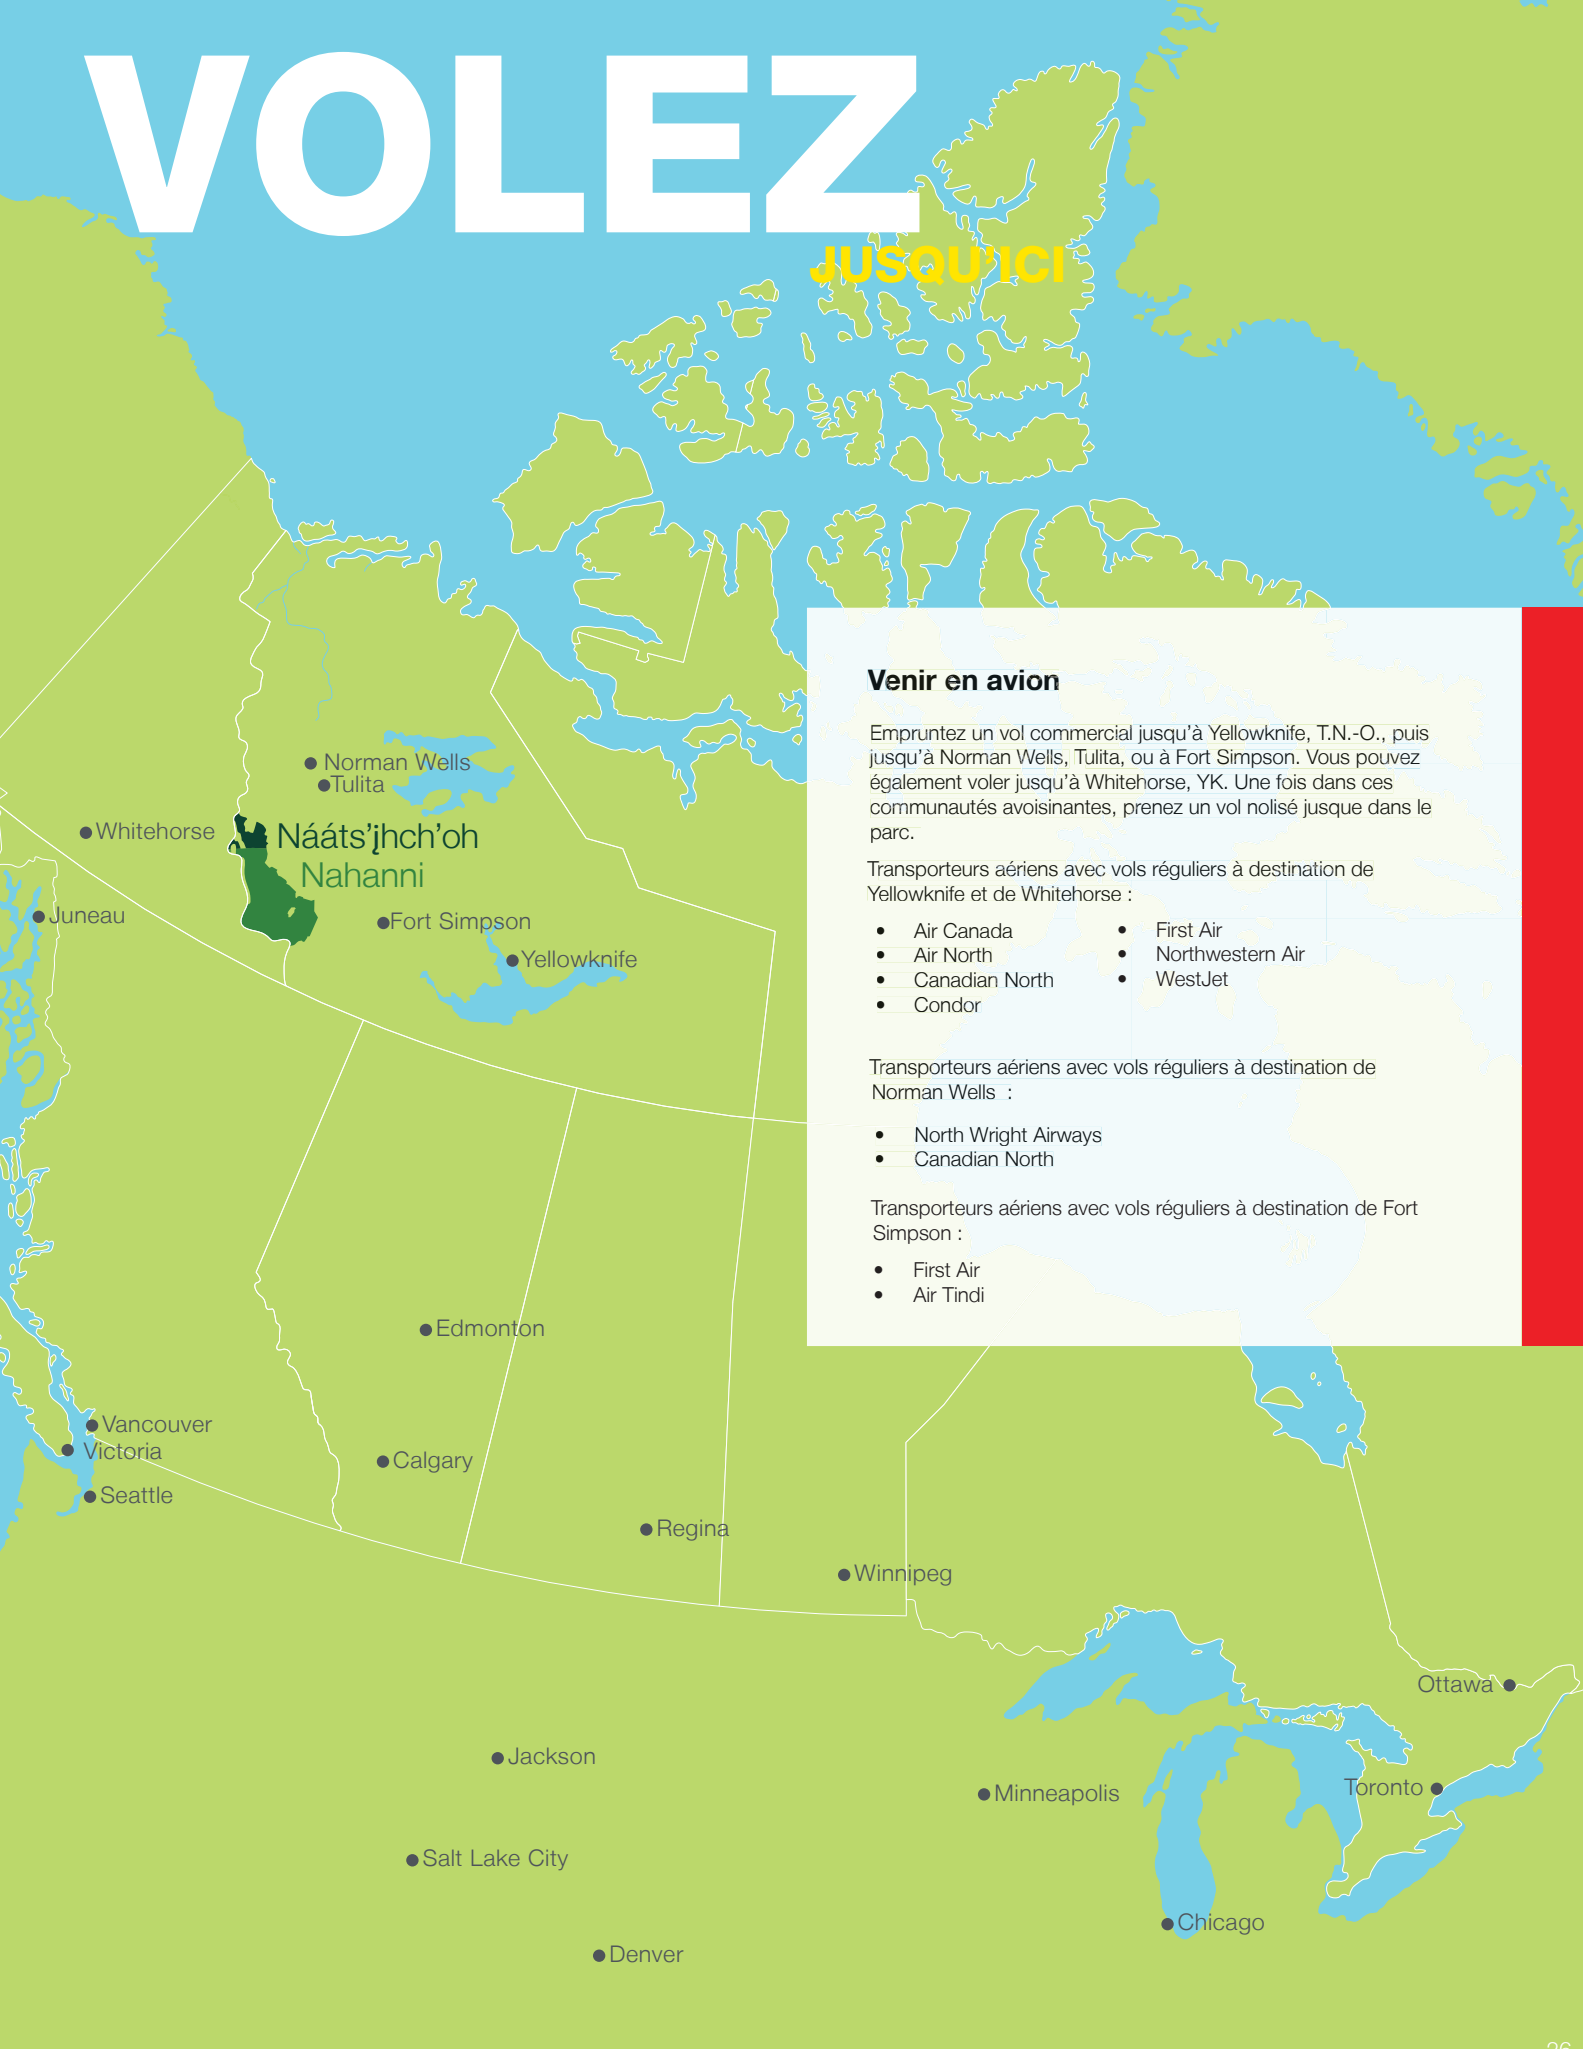 VOLEZ
JUSQU'ICI
Venir en avion
Empruntez un vol commercial jusqu'à Yellowknife, T.N.-O., puis
jusqu'à Norman Wells, Tulita, ou à Fort Simpson. Vous pouvez
également voler jusqu'à Whitehorse, YK. Une fois dans ces
communautés avoisinantes, prenez un vol nolisé jusque dans le
parc.
Transporteurs aériens avec vols réguliers à destination de
Yellowknife et de Whitehorse :
• Air Canada
• Air North
• Canadian North
• Condor
• First Air
• Northwestern Air
• WestJet
Transporteurs aériens avec vols réguliers à destination de
Norman Wells :
• North Wright Airways
• Canadian North
Transporteurs aériens avec vols réguliers à destination de Fort
Simpson :
• First Air
• Air Tindi
Norman Wells
Tulita
Whitehorse
Nááts'įhch'oh
Nahanni
Juneau
Fort Simpson
Yellowknife
Edmonton
Vancouver
Victoria
Calgary
Seattle
Regina
Winnipeg
Ottawa
Jackson
Toronto
Minneapolis
Salt Lake City
Chicago
Denver